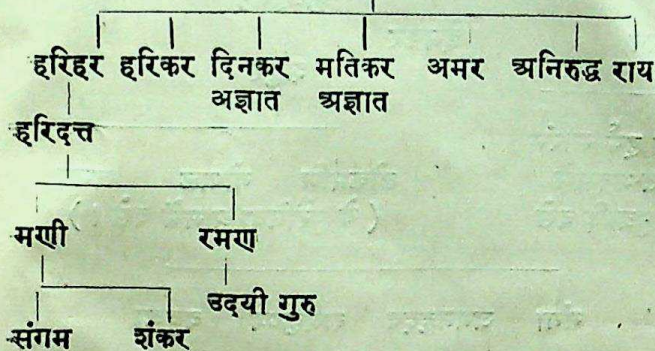 हरिहर हरिकर दिनकर मतिकर अमर अनिरुद्ध राय
अज्ञात अज्ञात
हरिदत्त
मणी रमण
उदयी गुरु
संगम शंकर